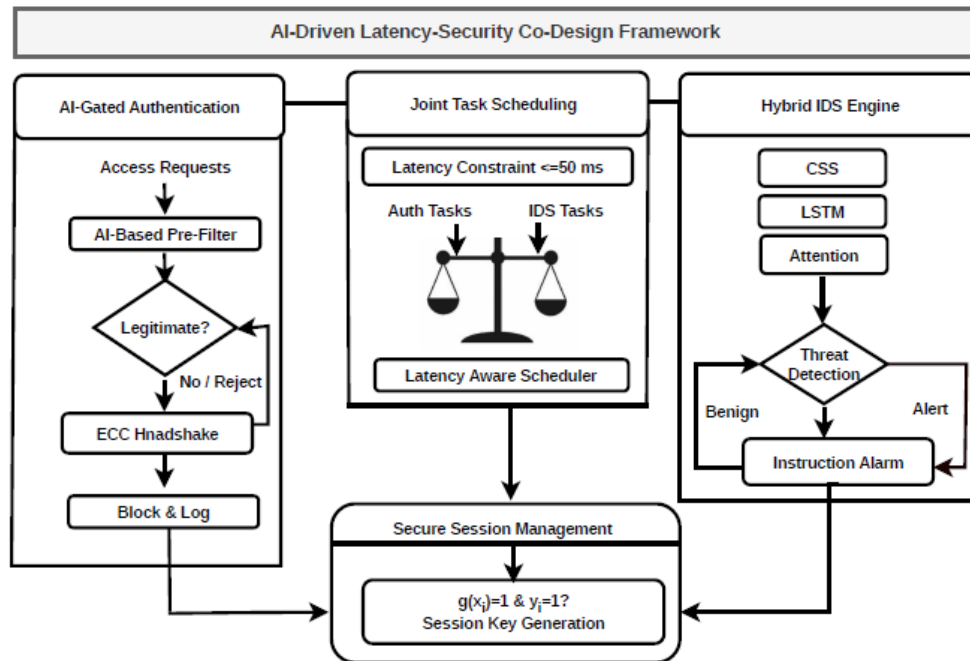 AI-Driven Latency-Security Co-Design Framework
AI-Gated Authentication
Access Requests
AI-Based Pre-Filter
Legitimate?
No / Reject
ECC Hnadshake
Block & Log
Joint Task Scheduling
Latency Constraint <=50 ms
Auth Tasks
IDS Tasks
Latency Aware Scheduler
Hybrid IDS Engine
CSS
LSTM
Attention
Threat
Detection
Benign
Alert
Instruction Alarm
Secure Session Management
g(xᵢ)=1 & yᵢ=1?
Session Key Generation